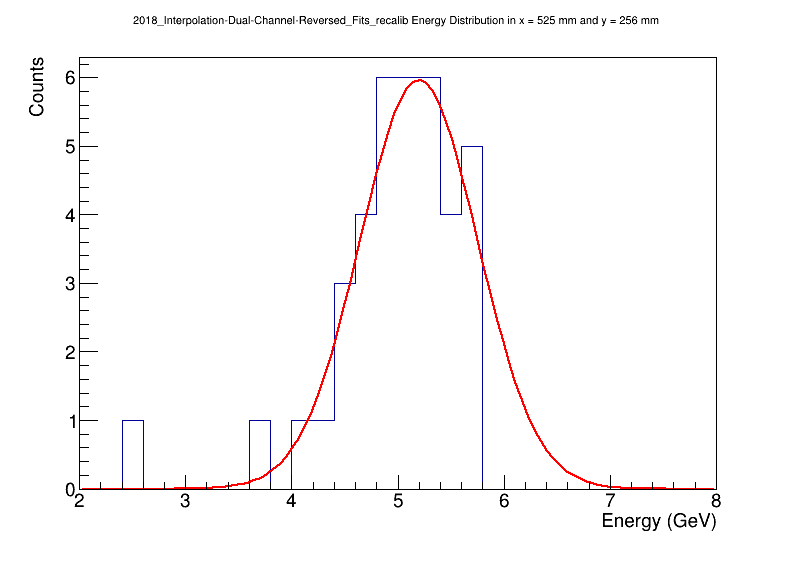 2018_Interpolation-Dual-Channel-Reversed_Fits_recalib Energy Distribution in x = 525 mm and y = 256 mm
Counts
6
5
4
3
2
1
0
2 3 4 5 6 7 8
Energy (GeV)